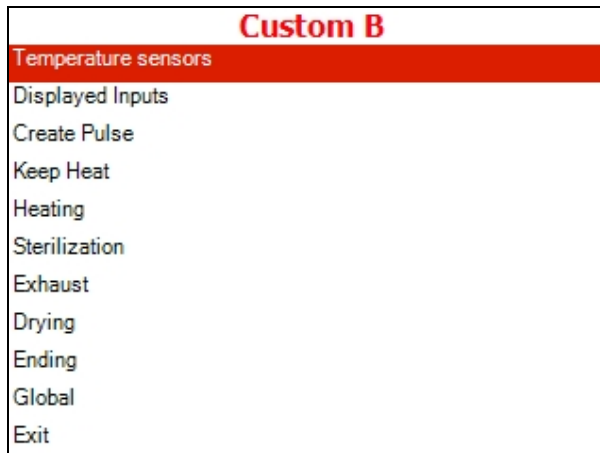 Custom B
Temperature sensors
Displayed Inputs
Create Pulse
Keep Heat
Heating
Sterilization
Exhaust
Drying
Ending
Global
Exit